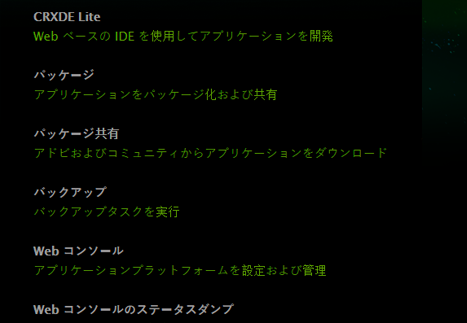 CRXDE Lite
Web ベースの IDE を使用してアプリケーションを開発
パッケージ
アプリケーションをパッケージ化および共有
パッケージ共有
アドビおよびコミュニティからアプリケーションをダウンロード
バックアップ
バックアップタスクを実行
Web コンソール
アプリケーションプラットフォームを設定および管理
Web コンソールのステータスダンプ